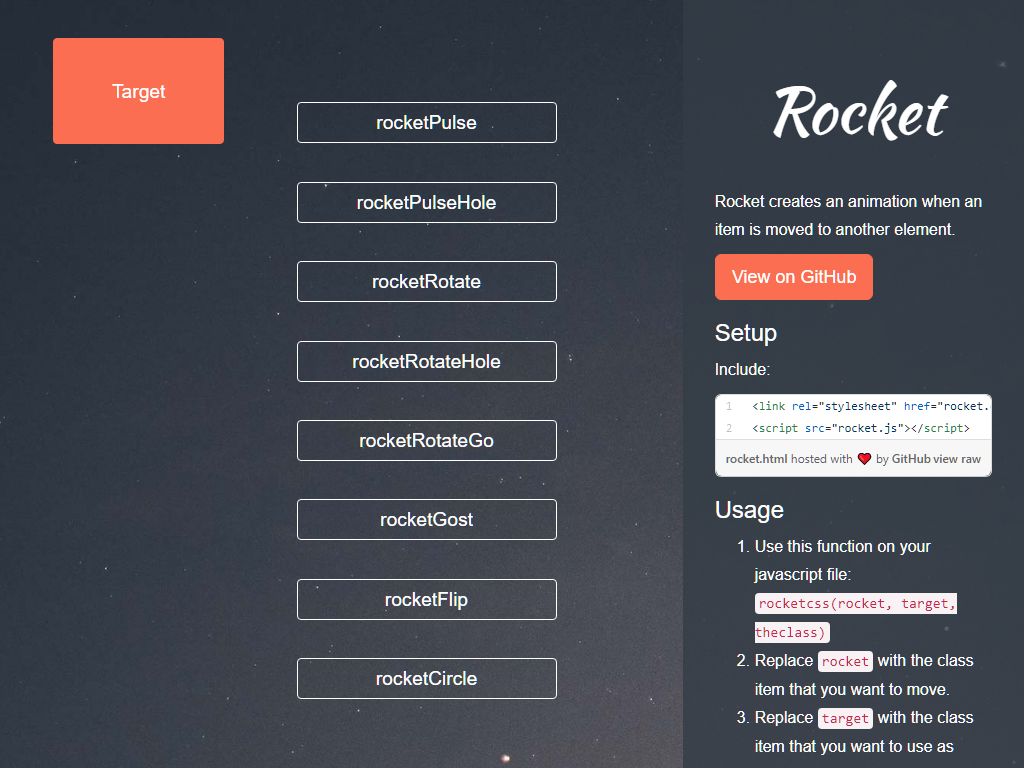 Target
rocketPulse
rocketPulseHole
rocketRotate
rocketRotateHole
rocketRotateGo
rocketGost
rocketFlip
rocketCircle
Rocket
Rocket creates an animation when an
item is moved to another element.
View on GitHub
Setup
Include:
1 <link rel="stylesheet" href="rocket.
2 <script src="rocket.js"></script>
rocket.html hosted with ❤ by GitHub view raw
Usage
1. Use this function on your
javascript file:
rocketcss(rocket, target,
theclass)
2. Replace rocket with the class
item that you want to move.
3. Replace target with the class
item that you want to use as